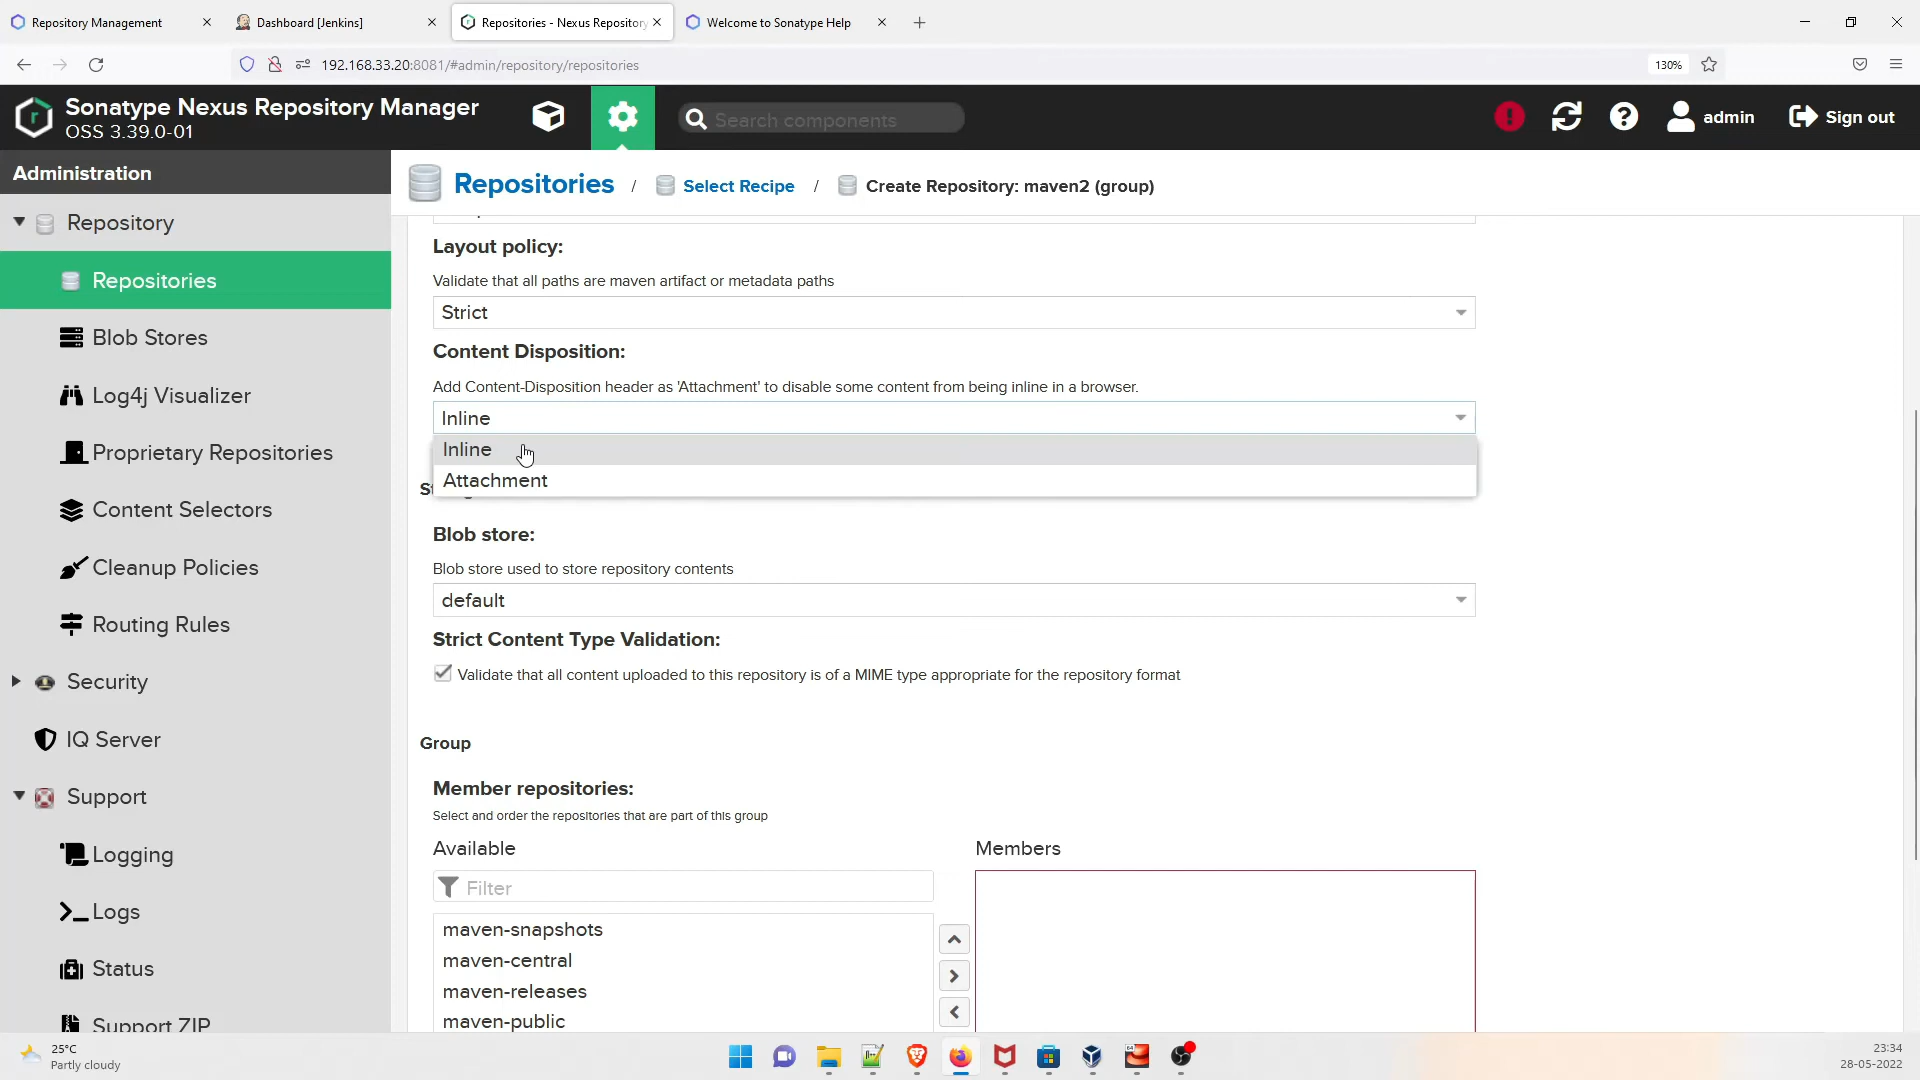 Repository Management
Dashboard [Jenkins]
Repositories - Nexus Repository
Welcome to Sonatype Help
192.168.33.20:8081/#admin/repository/repositories
130%
Sonatype Nexus Repository Manager
OSS 3.39.0-01
Search components
admin
Sign out
Administration
Repositories / Select Recipe / Create Repository: maven2 (group)
Repository
Repositories
Blob Stores
Log4j Visualizer
Proprietary Repositories
Content Selectors
Cleanup Policies
Routing Rules
Security
IQ Server
Support
Logging
Logs
Status
Support ZIP
Layout policy:
Validate that all paths are maven artifact or metadata paths
Strict
Content Disposition:
Add Content-Disposition header as 'Attachment' to disable some content from being inline in a browser.
Inline
Inline
Attachment
Blob store:
Blob store used to store repository contents
default
Strict Content Type Validation:
Validate that all content uploaded to this repository is of a MIME type appropriate for the repository format
Group
Member repositories:
Select and order the repositories that are part of this group
Available
Members
Filter
maven-snapshots
maven-central
maven-releases
maven-public
25°C
Partly cloudy
23:34
28-05-2022